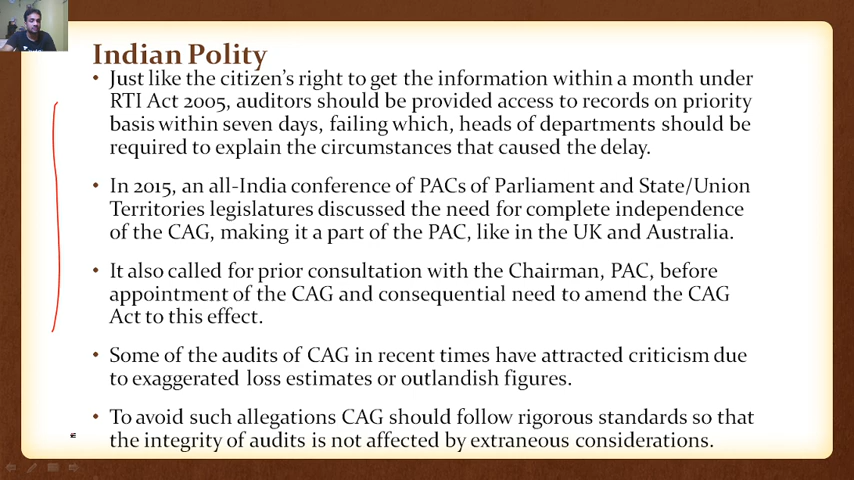 Indian Polity
• Just like the citizen's right to get the information within a month under
RTI Act 2005, auditors should be provided access to records on priority
basis within seven days, failing which, heads of departments should be
required to explain the circumstances that caused the delay.
• In 2015, an all-India conference of PACs of Parliament and State/Union
Territories legislatures discussed the need for complete independence
of the CAG, making it a part of the PAC, like in the UK and Australia.
• It also called for prior consultation with the Chairman, PAC, before
appointment of the CAG and consequential need to amend the CAG
Act to this effect.
• Some of the audits of CAG in recent times have attracted criticism due
to exaggerated loss estimates or outlandish figures.
• To avoid such allegations CAG should follow rigorous standards so that
the integrity of audits is not affected by extraneous considerations.